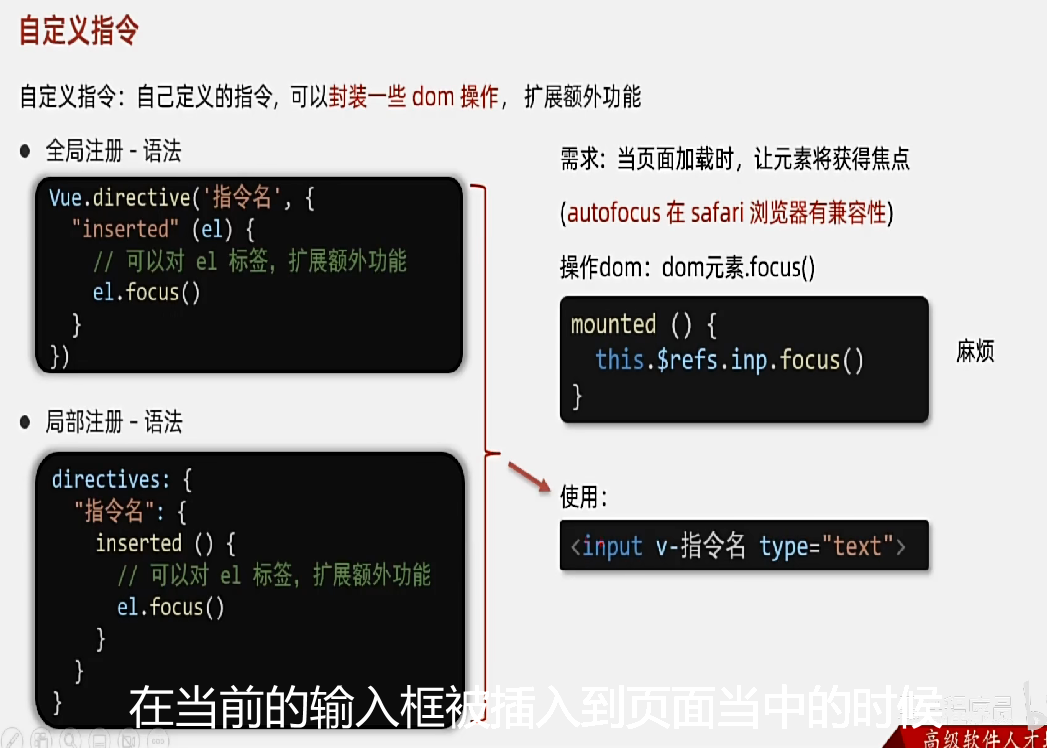 自定义指令
自定义指令：自己定义的指令, 可以封装一些 dom 操作， 扩展额外功能
● 全局注册 - 语法
Vue.directive('指令名', {
"inserted" (el) {
// 可以对 el 标签，扩展额外功能
el.focus()
}
})
● 局部注册 - 语法
directives: {
"指令名": {
inserted () {
// 可以对 el 标签，扩展额外功能
el.focus()
}
}
}
需求：当页面加载时，让元素将获得焦点
(autofocus 在 safari 浏览器有兼容性)
操作dom：dom元素.focus()
mounted () {
this.$refs.inp.focus()
}
麻烦
使用：
<input v-指令名 type="text">
在当前的输入框被插入到页面当中的时候
高级软件人才